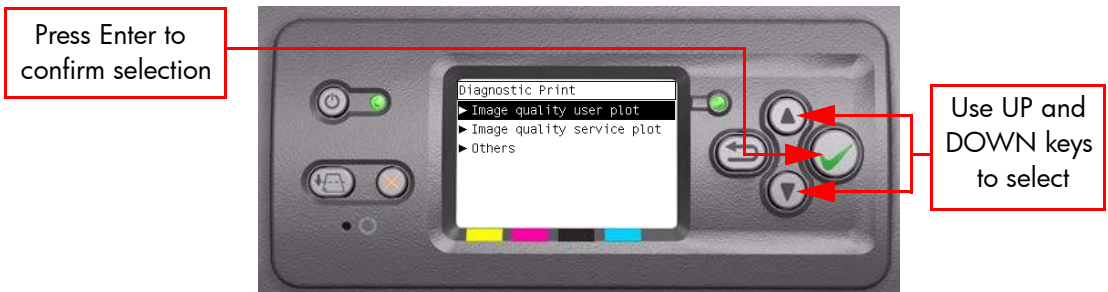 Press Enter to
confirm selection
Diagnostic Print
Image quality user plot
Image quality service plot
Others
Use UP and
DOWN keys
to select